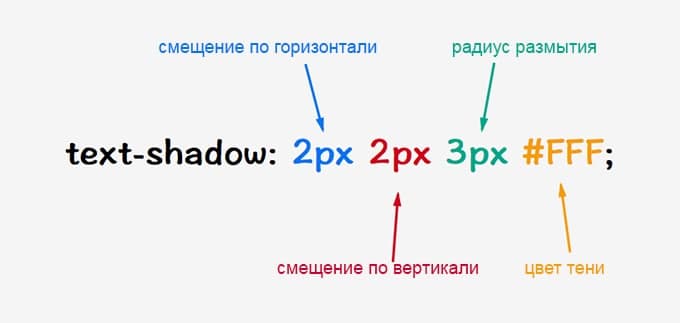 смещение по горизонтали
радиус размытия
text-shadow: 2px 2px 3px #FFF;
смещение по вертикали
цвет тени